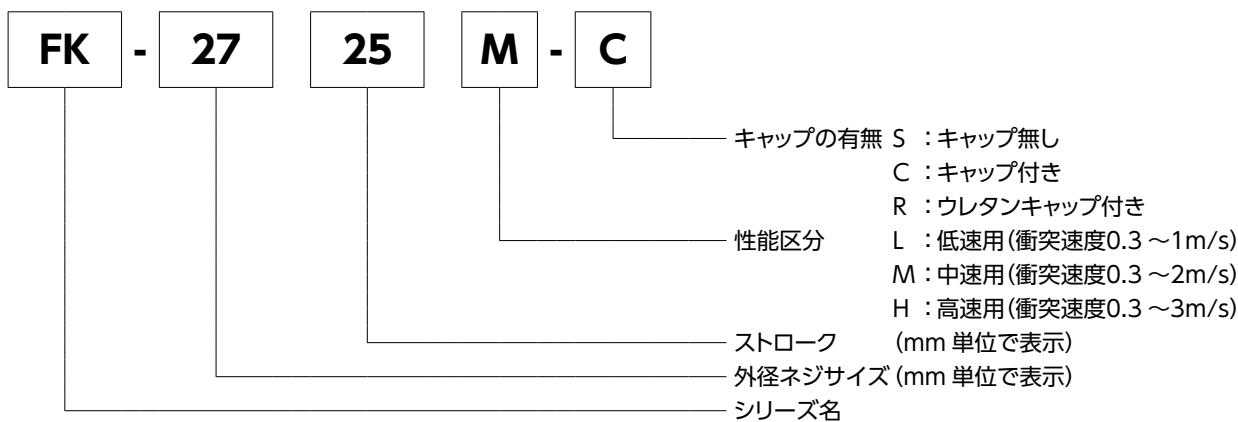 FK - 27 25 M - C
キャップの有無 S ：キャップ無し
C ：キャップ付き
R ：ウレタンキャップ付き
性能区分 L ：低速用（衝突速度0.3 ～1m/s）
M ：中速用（衝突速度0.3 ～2m/s）
H ：高速用（衝突速度0.3 ～3m/s）
ストローク （mm 単位で表示）
外径ネジサイズ （mm 単位で表示）
シリーズ名